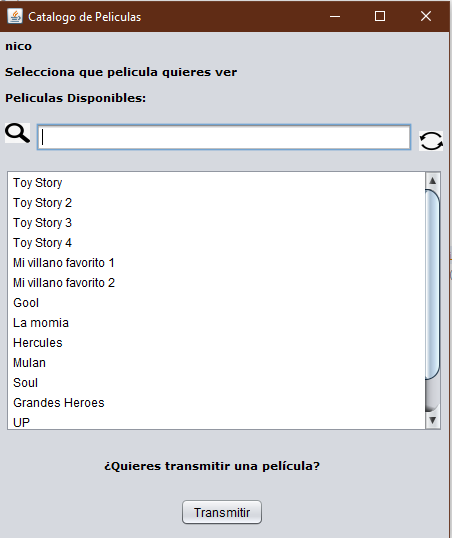 Catalogo de Peliculas
nico
Selecciona que pelicula quieres ver
Peliculas Disponibles:
Toy Story
Toy Story 2
Toy Story 3
Toy Story 4
Mi villano favorito 1
Mi villano favorito 2
Gool
La momia
Hercules
Mulan
Soul
Grandes Heroes
UP
¿Quieres transmitir una película?
Transmitir